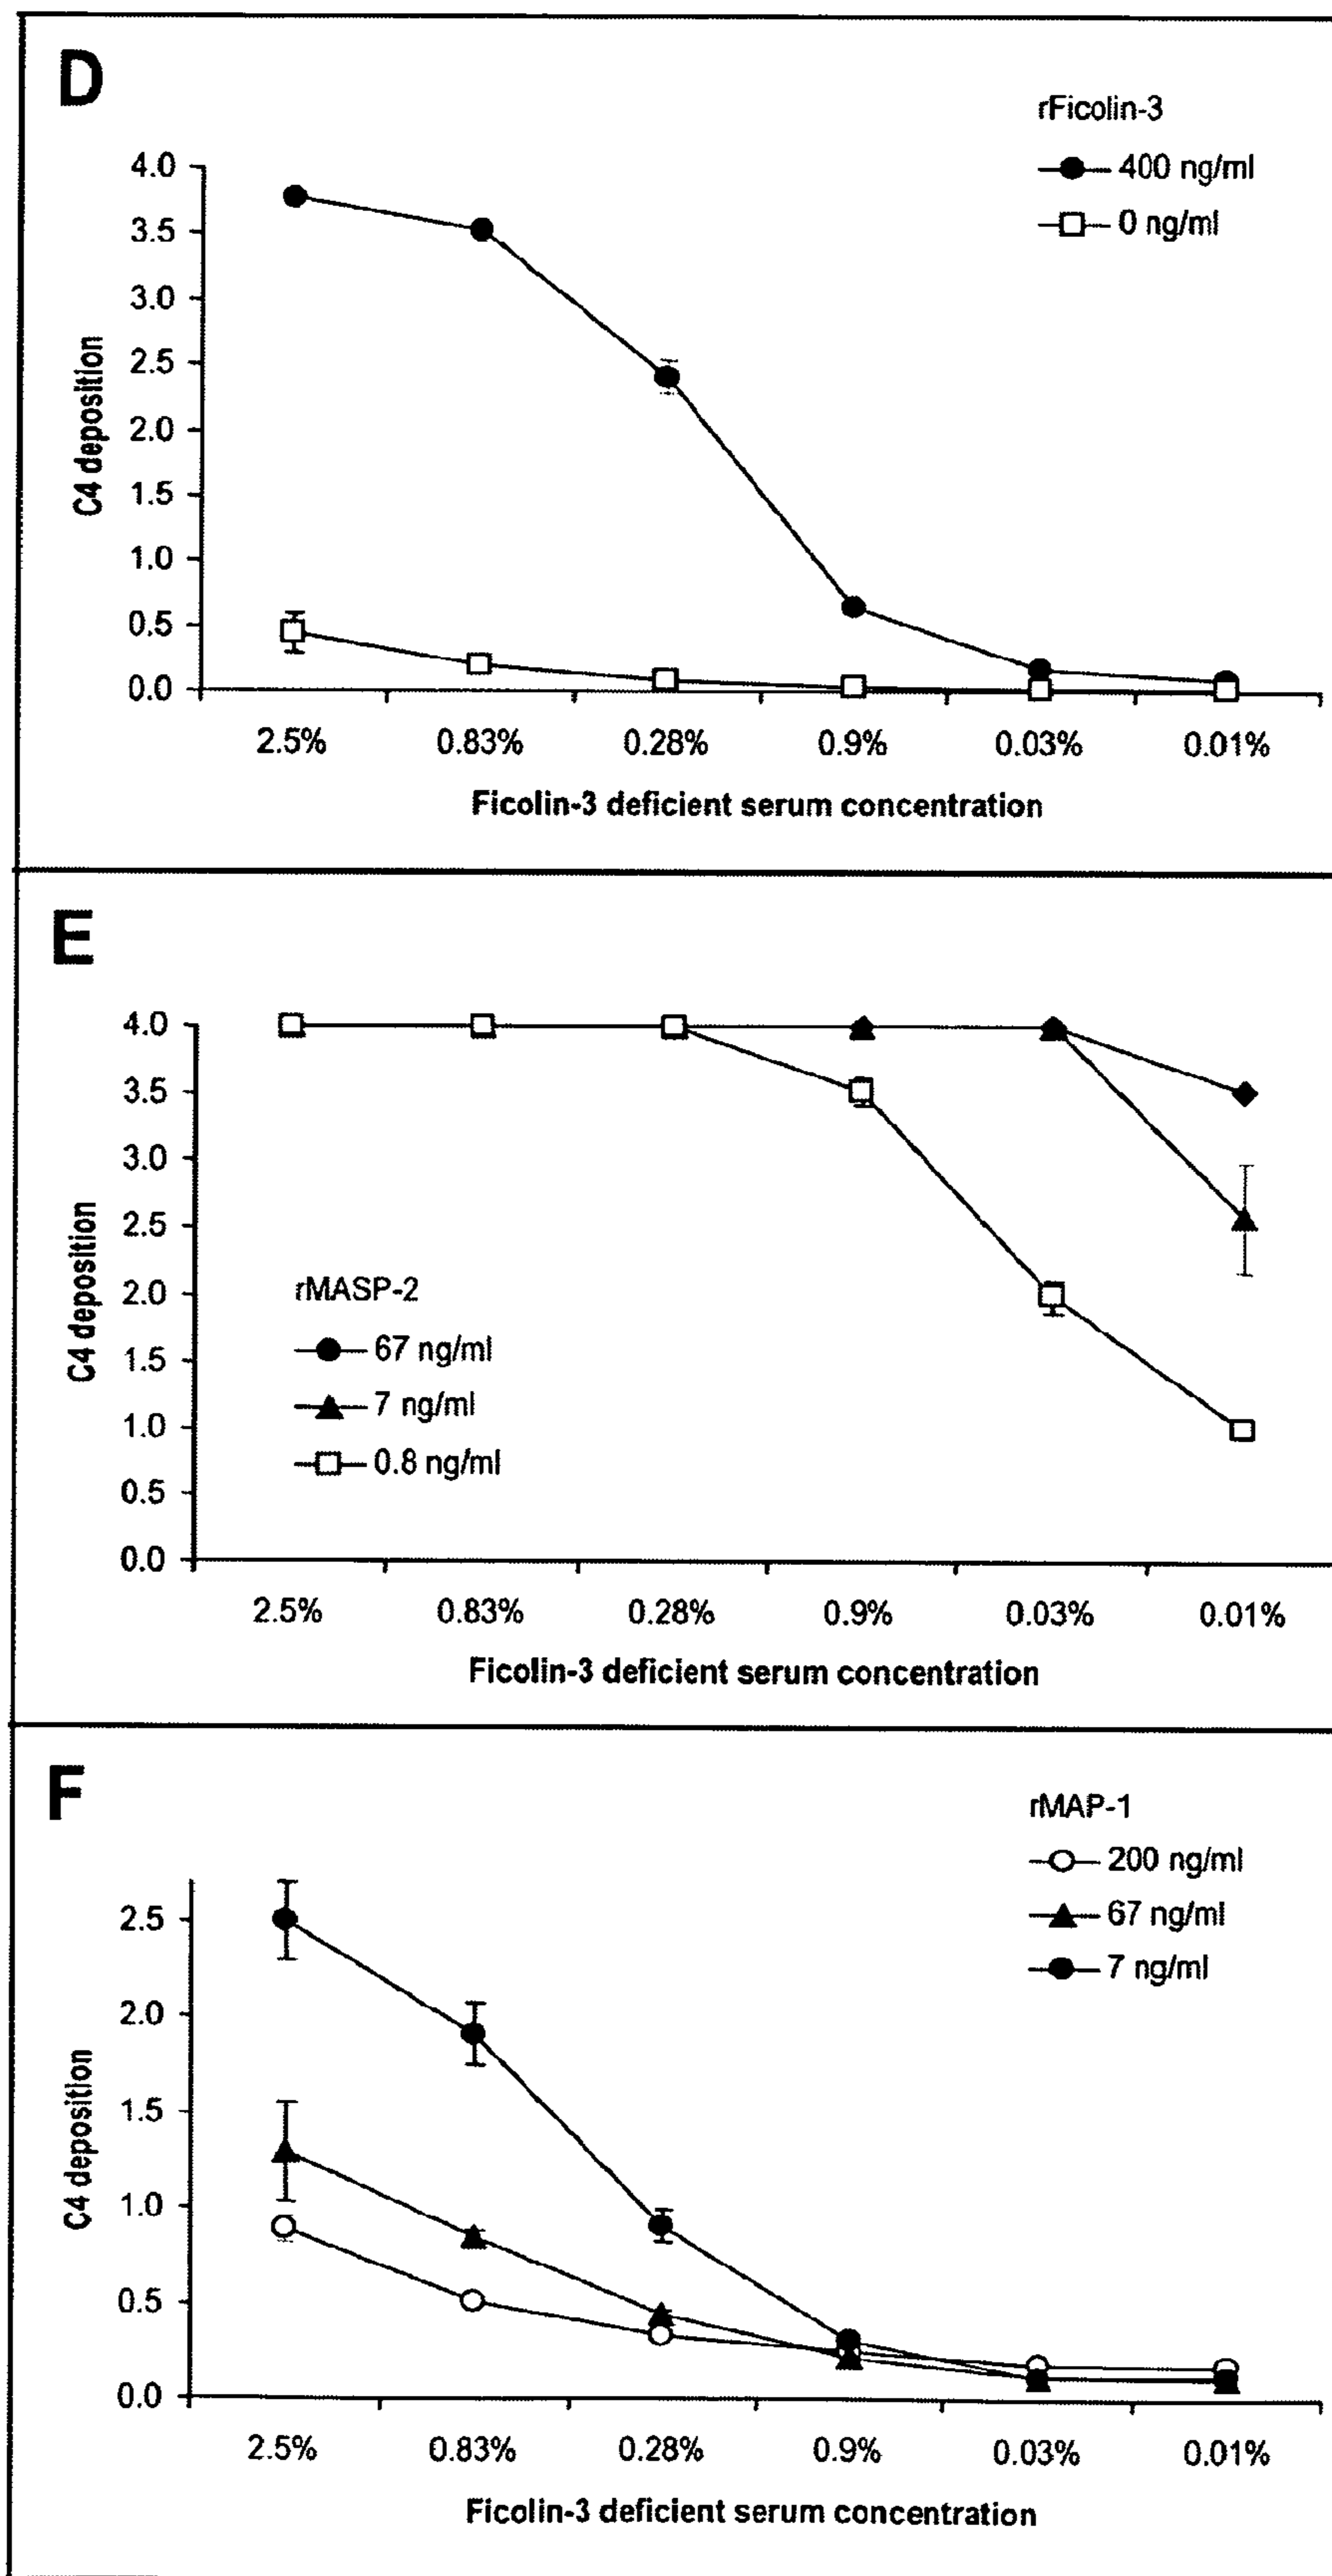 D
rFicolin-3
400 ng/ml
0 ng/ml
4.0
3.5
3.0
2.5
2.0
1.5
1.0
0.5
0.0
C4 deposition
2.5% 0.83% 0.28% 0.9% 0.03% 0.01%
Ficolin-3 deficient serum concentration
E
4.0
3.5
3.0
2.5
2.0
1.5
1.0
0.5
0.0
C4 deposition
rMASP-2
67 ng/ml
7 ng/ml
0.8 ng/ml
2.5% 0.83% 0.28% 0.9% 0.03% 0.01%
Ficolin-3 deficient serum concentration
F
rMAP-1
200 ng/ml
67 ng/ml
7 ng/ml
2.5
2.0
1.5
1.0
0.5
0.0
C4 deposition
2.5% 0.83% 0.28% 0.9% 0.03% 0.01%
Ficolin-3 deficient serum concentration